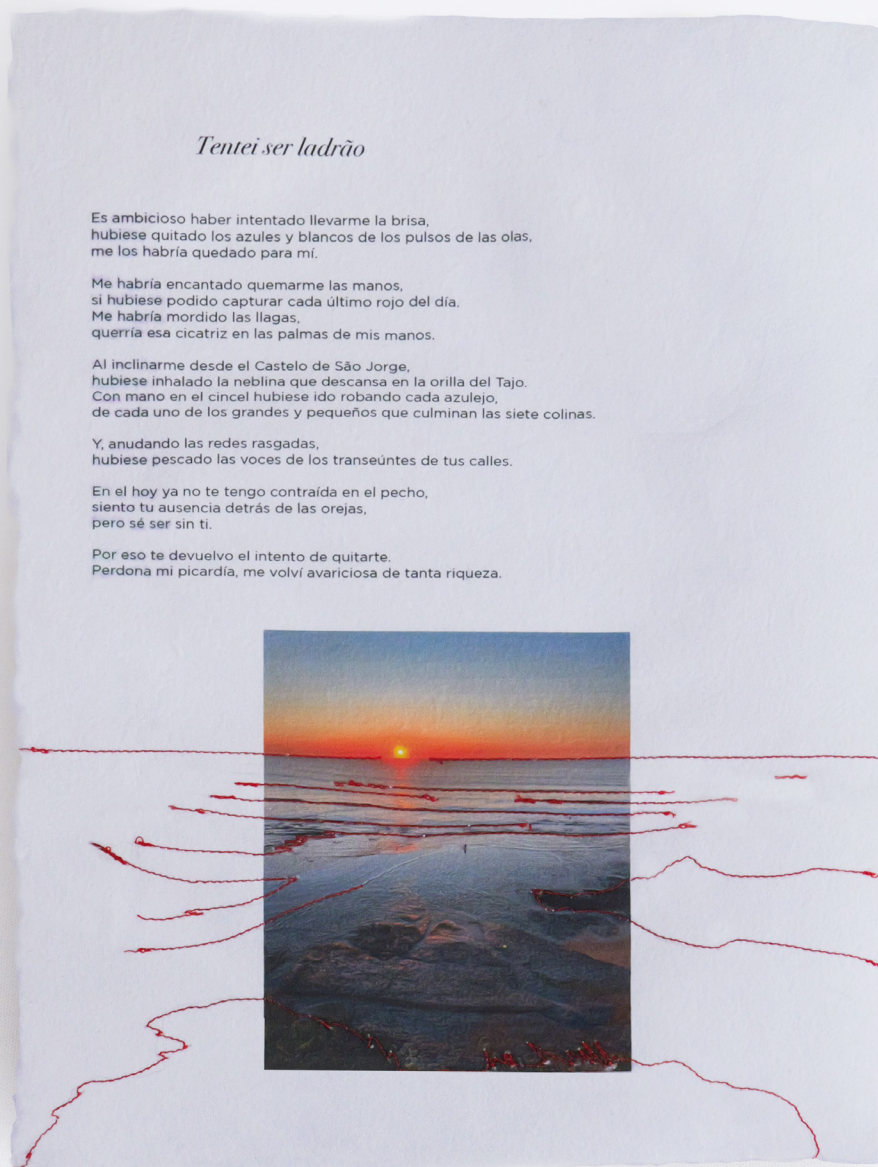 Tentei ser ladrão
Es ambicioso haber intentado llevarme la brisa,
hubiese quitado los azules y blancos de los pulsos de las olas,
me los habría quedado para mí.
Me habría encantado quemarme las manos,
si hubiese podido capturar cada último rojo del día.
Me habría mordido las llagas,
querría esa cicatriz en las palmas de mis manos.
Al inclinarme desde el Castelo de São Jorge,
hubiese inhalado la neblina que descansa en la orilla del Tajo.
Con mano en el cincel hubiese ido robando cada azulejo,
de cada uno de los grandes y pequeños que culminan las siete colinas.
Y, anudando las redes rasgadas,
hubiese pescado las voces de los transeúntes de tus calles.
En el hoy ya no te tengo contraída en el pecho,
siento tu ausencia detrás de las orejas,
pero sé ser sin ti.
Por eso te devuelvo el intento de quitarte.
Perdona mi picardía, me volví avariciosa de tanta riqueza.